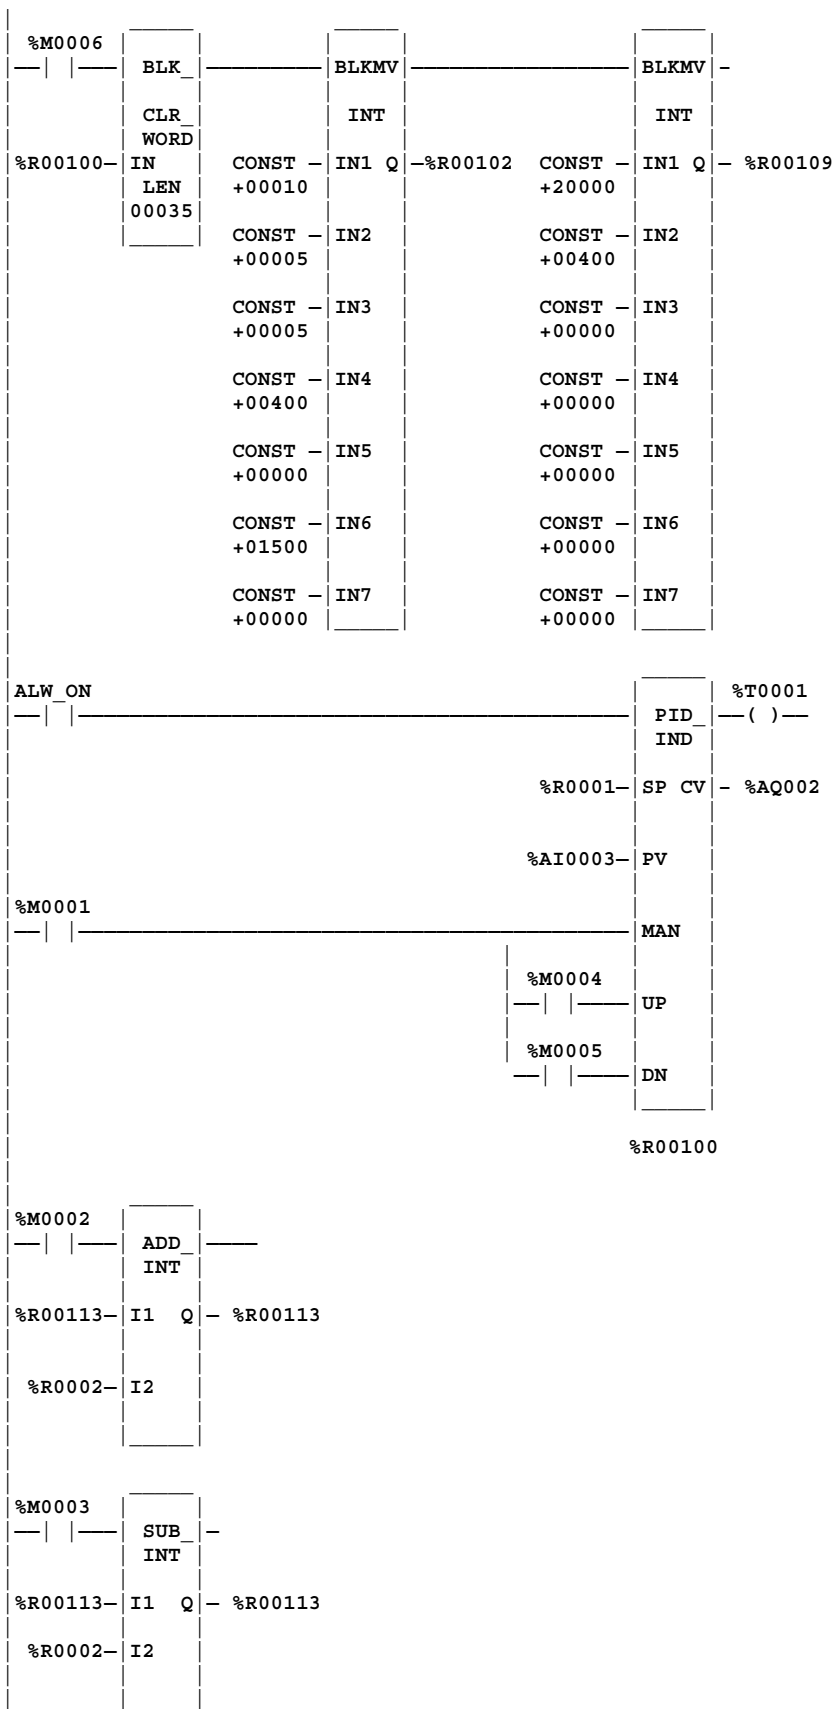 %M0006
BLK_ BLKMV BLKMV
CLR_ INT INT
WORD
%R00100 IN CONST IN1 Q %R00102 CONST IN1 Q %R00109
LEN +00010 +20000
00035
CONST IN2 CONST IN2
+00005 +00400
CONST IN3 CONST IN3
+00005 +00000
CONST IN4 CONST IN4
+00400 +00000
CONST IN5 CONST IN5
+00000 +00000
CONST IN6 CONST IN6
+01500 +00000
CONST IN7 CONST IN7
+00000 +00000
ALW_ON %T0001
PID_ ( )
IND
%R0001 SP CV %AQ002
%AI0003 PV
%M0001
MAN
%M0004
UP
%M0005
DN
%R00100
%M0002
ADD_
INT
%R00113 I1 Q %R00113
%R0002 I2
%M0003
SUB_
INT
%R00113 I1 Q %R00113
%R0002 I2